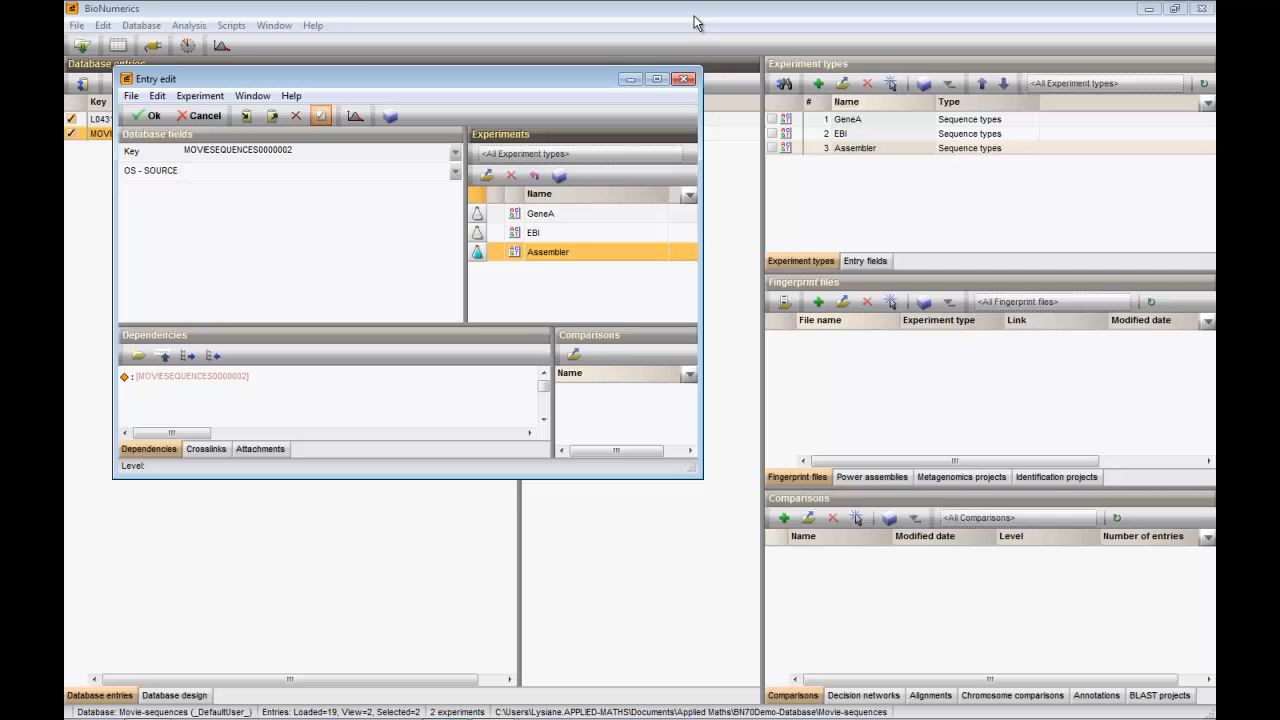 BioNumerics
File Edit Database Analysis Scripts Window Help
Database entries
Key
L0431
MOVI
Entry edit
File Edit Experiment Window Help
Ok Cancel
Database fields
Key MOVIESEQUENCES0000002
OS - SOURCE
Experiments
<All Experiment types>
Name
GeneA
EBI
Assembler
Dependencies
: [MOVIESEQUENCES0000002]
Dependencies Crosslinks Attachments
Comparisons
Name
Level:
Experiment types
<All Experiment types>
# Name Type
1 GeneA Sequence types
2 EBI Sequence types
3 Assembler Sequence types
Experiment types Entry fields
Fingerprint files
<All Fingerprint files>
File name Experiment type Link Modified date
Fingerprint files Power assemblies Metagenomics projects Identification projects
Comparisons
<All Comparisons>
Name Modified date Level Number of entries
Database entries Database design
Comparisons Decision networks Alignments Chromosome comparisons Annotations BLAST projects
Database: Movie-sequences (_DefaultUser_) Entries: Loaded=19, View=2, Selected=2 2 experiments C:\Users\Lysiane.APPLIED-MATHS\Documents\Applied Maths\BN70Demo-Database\Movie-sequences